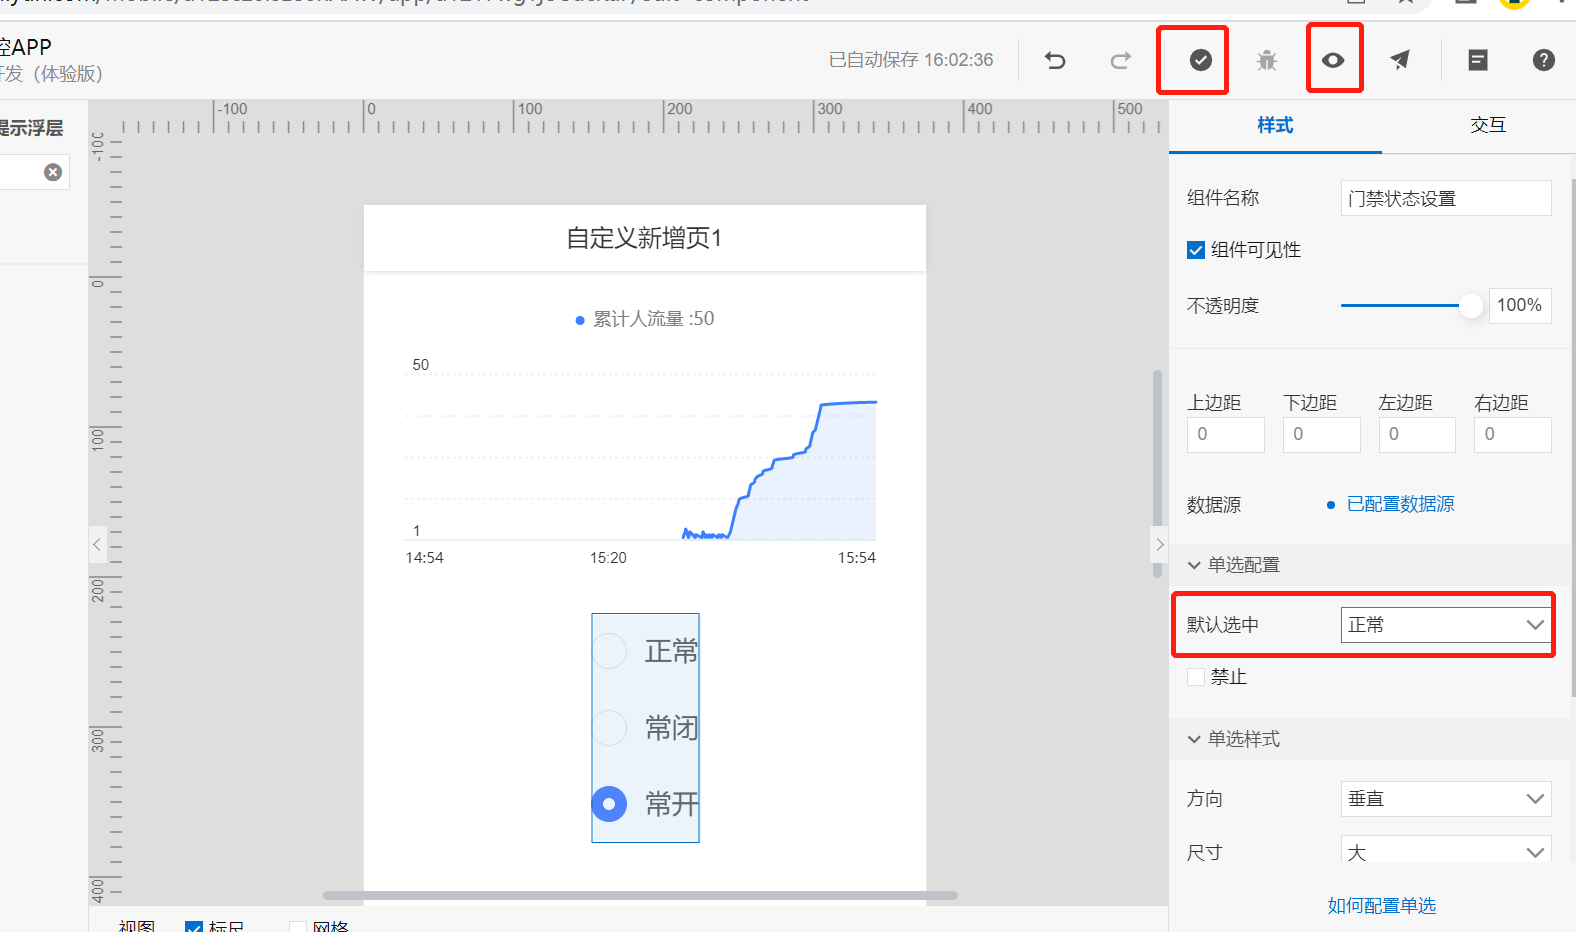 控APP
开发（体验版）
已自动保存 16:02:36
提示浮层
-100
0
100
200
300
400
500
-100
0
100
200
300
400
自定义新增页1
累计人流量 :50
50
1
14:54
15:20
15:54
正常
常闭
常开
样式
交互
组件名称
门禁状态设置
组件可见性
不透明度
100%
上边距
下边距
左边距
右边距
0
0
0
0
数据源
已配置数据源
单选配置
默认选中
正常
禁止
单选样式
方向
垂直
尺寸
大
如何配置单选
视图
标尺
网格